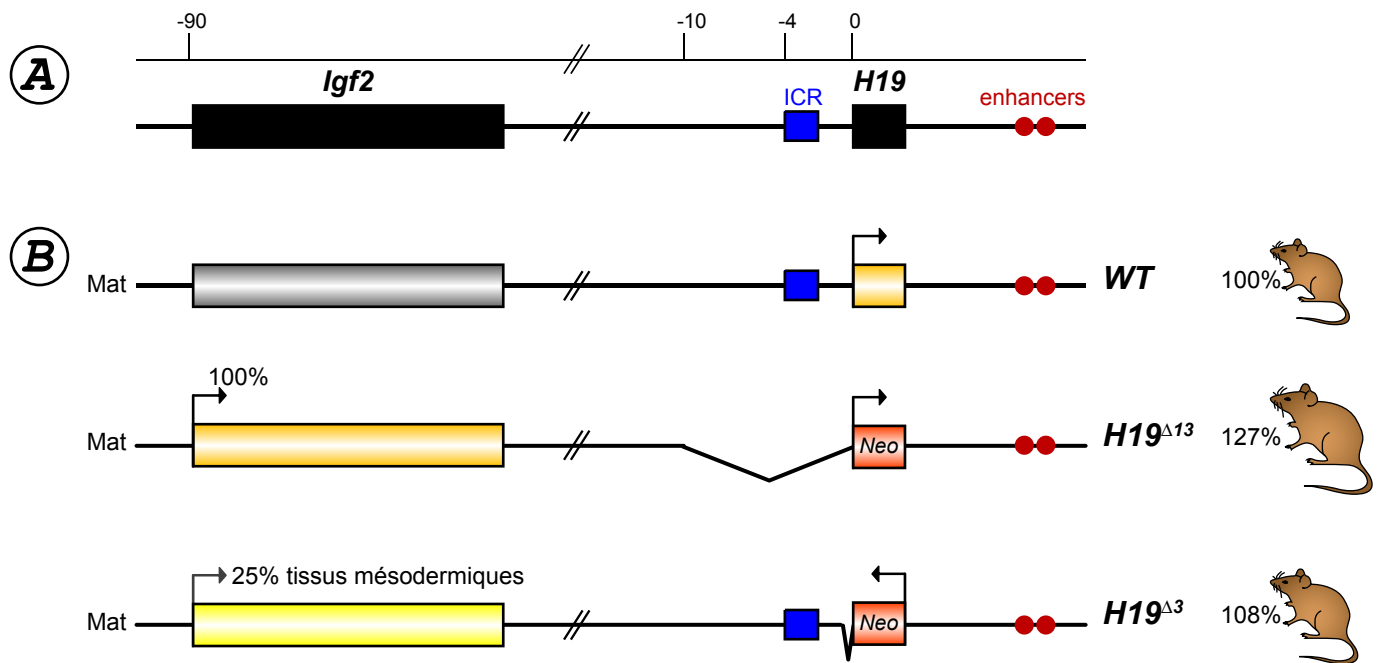 -90 -10 -4 0
A
Igf2 ICR H19 enhancers
B
Mat WT 100%
100%
Mat Neo H19Δ13 127%
25% tissus mésodermiques
Mat Neo H19Δ3 108%